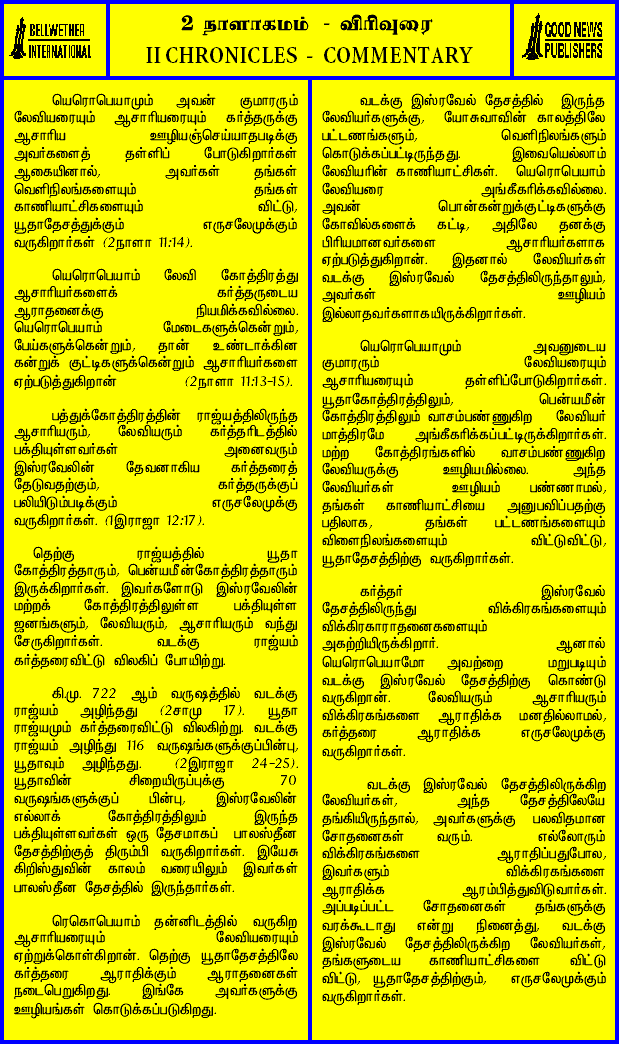 BELLWETHER
INTERNATIONAL
2 நாளாகமம் - விரிவுரை
II CHRONICLES - COMMENTARY
GOOD NEWS
PUBLISHERS
யெரொபெயாமும் அவன் குமாரரும்
லேவியரையும் ஆசாரியரையும் கர்த்தருக்கு
ஆசாரிய ஊழியஞ்செய்யாதபடிக்கு
அவர்களைத் தள்ளிப் போடுகிறார்கள்
ஆகையினால், அவர்கள் தங்கள்
வெளிநிலங்களையும் தங்கள்
காணியாட்சிகளையும் விட்டு,
யூதாதேசத்துக்கும் எருசலேமுக்கும்
வருகிறார்கள் (2நாளா 11:14).
யெரொபெயாம் லேவி கோத்திரத்து
ஆசாரியர்களைக் கர்த்தருடைய
ஆராதனைக்கு நியமிக்கவில்லை.
யெரொபெயாம் மேடைகளுக்கென்றும்,
பேய்களுக்கென்றும், தான் உண்டாக்கின
கன்றுக் குட்டிகளுக்கென்றும் ஆசாரியர்களை
ஏற்படுத்துகிறான் (2நாளா 11:13-15).
பத்துக்கோத்திரத்தின் ராஜ்யத்திலிருந்த
ஆசாரியரும், லேவியரும் கர்த்தரிடத்தில்
பக்தியுள்ளவர்கள் அனைவரும்
இஸ்ரவேலின் தேவனாகிய கர்த்தரைத்
தேடுவதற்கும், கர்த்தருக்குப்
பலியிடும்படிக்கும் எருசலேமுக்கு
வருகிறார்கள். (1இராஜா 12:17).
தெற்கு ராஜ்யத்தில் யூதா
கோத்திரத்தாரும், பென்யமீன்கோத்திரத்தாரும்
இருக்கிறார்கள். இவர்களோடு இஸ்ரவேலின்
மற்றக் கோத்திரத்திலுள்ள பக்தியுள்ள
ஜனங்களும், லேவியரும், ஆசாரியரும் வந்து
சேருகிறார்கள். வடக்கு ராஜ்யம்
கர்த்தரைவிட்டு விலகிப் போயிற்று.
கி.மு. 722 ஆம் வருஷத்தில் வடக்கு
ராஜ்யம் அழிந்தது (2சாமு 17). யூதா
ராஜ்யமும் கர்த்தரைவிட்டு விலகிற்று. வடக்கு
ராஜ்யம் அழிந்து 116 வருஷங்களுக்குப்பின்பு,
யூதாவும் அழிந்தது. (2இராஜா 24-25).
யூதாவின் சிறையிருப்புக்கு 70
வருஷங்களுக்குப் பின்பு, இஸ்ரவேலின்
எல்லாக் கோத்திரத்திலும் இருந்த
பக்தியுள்ளவர்கள் ஒரு தேசமாகப் பாலஸ்தீன
தேசத்திற்குத் திரும்பி வருகிறார்கள். இயேசு
கிறிஸ்துவின் காலம் வரையிலும் இவர்கள்
பாலஸ்தீன தேசத்தில் இருந்தார்கள்.
ரெகொபெயாம் தன்னிடத்தில் வருகிற
ஆசாரியரையும் லேவியரையும்
ஏற்றுக்கொள்கிறான். தெற்கு யூதாதேசத்திலே
கர்த்தரை ஆராதிக்கும் ஆராதனைகள்
நடைபெறுகிறது. இங்கே அவர்களுக்கு
ஊழியங்கள் கொடுக்கப்படுகிறது.
வடக்கு இஸ்ரவேல் தேசத்தில் இருந்த
லேவியர்களுக்கு, யோசுவாவின் காலத்திலே
பட்டணங்களும், வெளிநிலங்களும்
கொடுக்கப்பட்டிருந்தது. இவையெல்லாம்
லேவியரின் காணியாட்சிகள். யெரொபெயாம்
லேவியரை அங்கீகரிக்கவில்லை.
அவன் பொன்கன்றுக்குட்டிகளுக்கு
கோவில்களைக் கட்டி, அதிலே தனக்கு
பிரியமானவர்களை ஆசாரியர்களாக
ஏற்படுத்துகிறான். இதனால் லேவியர்கள்
வடக்கு இஸ்ரவேல் தேசத்திலிருந்தாலும்,
அவர்கள் ஊழியம்
இல்லாதவர்களாகயிருக்கிறார்கள்.
யெரொபெயாமும் அவனுடைய
குமாரரும் லேவியரையும்
ஆசாரியரையும் தள்ளிப்போடுகிறார்கள்.
யூதாகோத்திரத்திலும், பென்யமீன்
கோத்திரத்திலும் வாசம்பண்ணுகிற லேவியர்
மாத்திரமே அங்கீகரிக்கப்பட்டிருக்கிறார்கள்.
மற்ற கோத்திரங்களில் வாசம்பண்ணுகிற
லேவியருக்கு ஊழியமில்லை. அந்த
லேவியர்கள் ஊழியம் பண்ணாமல்,
தங்கள் காணியாட்சியை அனுபவிப்பதற்கு
பதிலாக, தங்கள் பட்டணங்களையும்
விளைநிலங்களையும் விட்டுவிட்டு,
யூதாதேசத்திற்கு வருகிறார்கள்.
கர்த்தர் இஸ்ரவேல்
தேசத்திலிருந்து விக்கிரகங்களையும்
விக்கிரகாராதனைகளையும்
அகற்றியிருக்கிறார். ஆனால்
யெரொபெயாமோ அவற்றை மறுபடியும்
வடக்கு இஸ்ரவேல் தேசத்திற்கு கொண்டு
வருகிறான். லேவியரும் ஆசாரியரும்
விக்கிரகங்களை ஆராதிக்க மனதில்லாமல்,
கர்த்தரை ஆராதிக்க எருசலேமுக்கு
வருகிறார்கள்.
வடக்கு இஸ்ரவேல் தேசத்திலிருக்கிற
லேவியர்கள், அந்த தேசத்திலேயே
தங்கியிருந்தால், அவர்களுக்கு பலவிதமான
சோதனைகள் வரும். எல்லோரும்
விக்கிரகங்களை ஆராதிப்பதுபோல,
இவர்களும் விக்கிரகங்களை
ஆராதிக்க ஆரம்பித்துவிடுவார்கள்.
அப்படிப்பட்ட சோதனைகள் தங்களுக்கு
வரக்கூடாது என்று நினைத்து, வடக்கு
இஸ்ரவேல் தேசத்திலிருக்கிற லேவியர்கள்,
தங்களுடைய காணியாட்சிகளை விட்டு
விட்டு, யூதாதேசத்திற்கும், எருசலேமுக்கும்
வருகிறார்கள்.